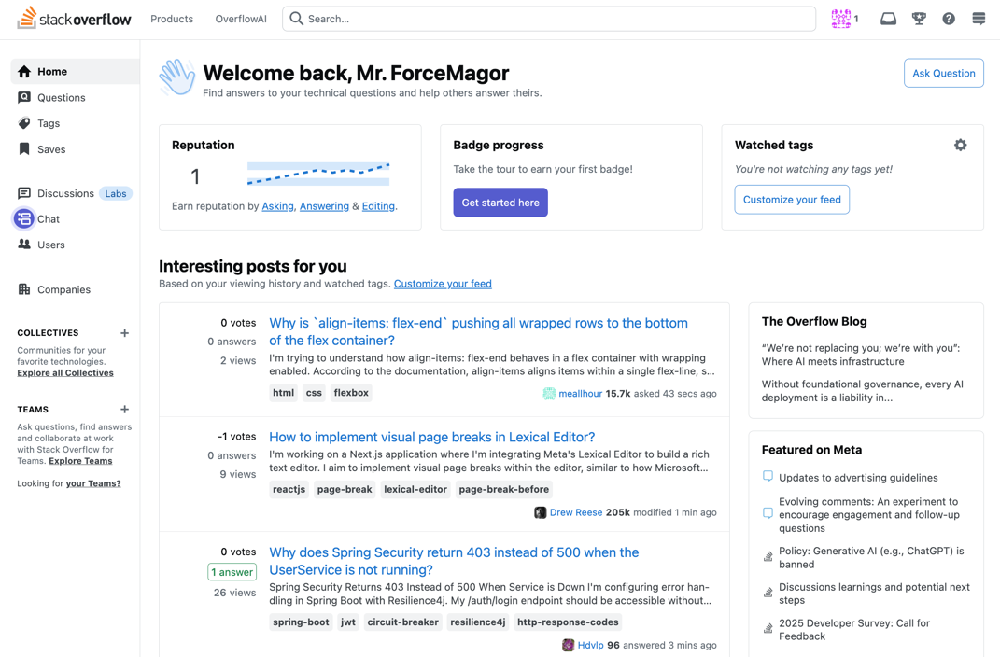 stackoverflow
Products
OverflowAI
Search...
1
Home
Questions
Tags
Saves
Discussions
Labs
Chat
Users
Companies
COLLECTIVES
Communities for your
favorite technologies.
Explore all Collectives
TEAMS
Ask questions, find answers
and collaborate at work
with Stack Overflow for
Teams. Explore Teams
Looking for your Teams?
Welcome back, Mr. ForceMagor
Find answers to your technical questions and help others answer theirs.
Ask Question
Reputation
1
Earn reputation by Asking, Answering & Editing.
Badge progress
Take the tour to earn your first badge!
Get started here
Watched tags
You're not watching any tags yet!
Customize your feed
Interesting posts for you
Based on your viewing history and watched tags. Customize your feed
0 votes
0 answers
2 views
Why is `align-items: flex-end` pushing all wrapped rows to the bottom
of the flex container?
I'm trying to understand how align-items: flex-end behaves in a flex container with wrapping
enabled. According to the documentation, align-items aligns items within a single flex-line, s...
html css flexbox
meallhour 15.7k asked 43 secs ago
-1 votes
0 answers
9 views
How to implement visual page breaks in Lexical Editor?
I'm working on a Next.js application where I'm integrating Meta's Lexical Editor to build a rich
text editor. I aim to implement visual page breaks within the editor, similar to how Microsoft...
reactjs page-break lexical-editor page-break-before
Drew Reese 205k modified 1 min ago
0 votes
1 answer
26 views
Why does Spring Security return 403 instead of 500 when the
UserService is not running?
Spring Security Returns 403 Instead of 500 When Service is Down I'm configuring error han-
dling in Spring Boot with Resilience4j. My /auth/login endpoint should be accessible without...
spring-boot jwt circuit-breaker resilience4j http-response-codes
Hdvlp 96 answered 3 mins ago
The Overflow Blog
“We’re not replacing you; we’re with you”:
Where AI meets infrastructure
Without foundational governance, every AI
deployment is a liability in...
Featured on Meta
Updates to advertising guidelines
Evolving comments: An experiment to
encourage engagement and follow-up
questions
Policy: Generative AI (e.g., ChatGPT) is
banned
Discussions learnings and potential next
steps
2025 Developer Survey: Call for
Feedback